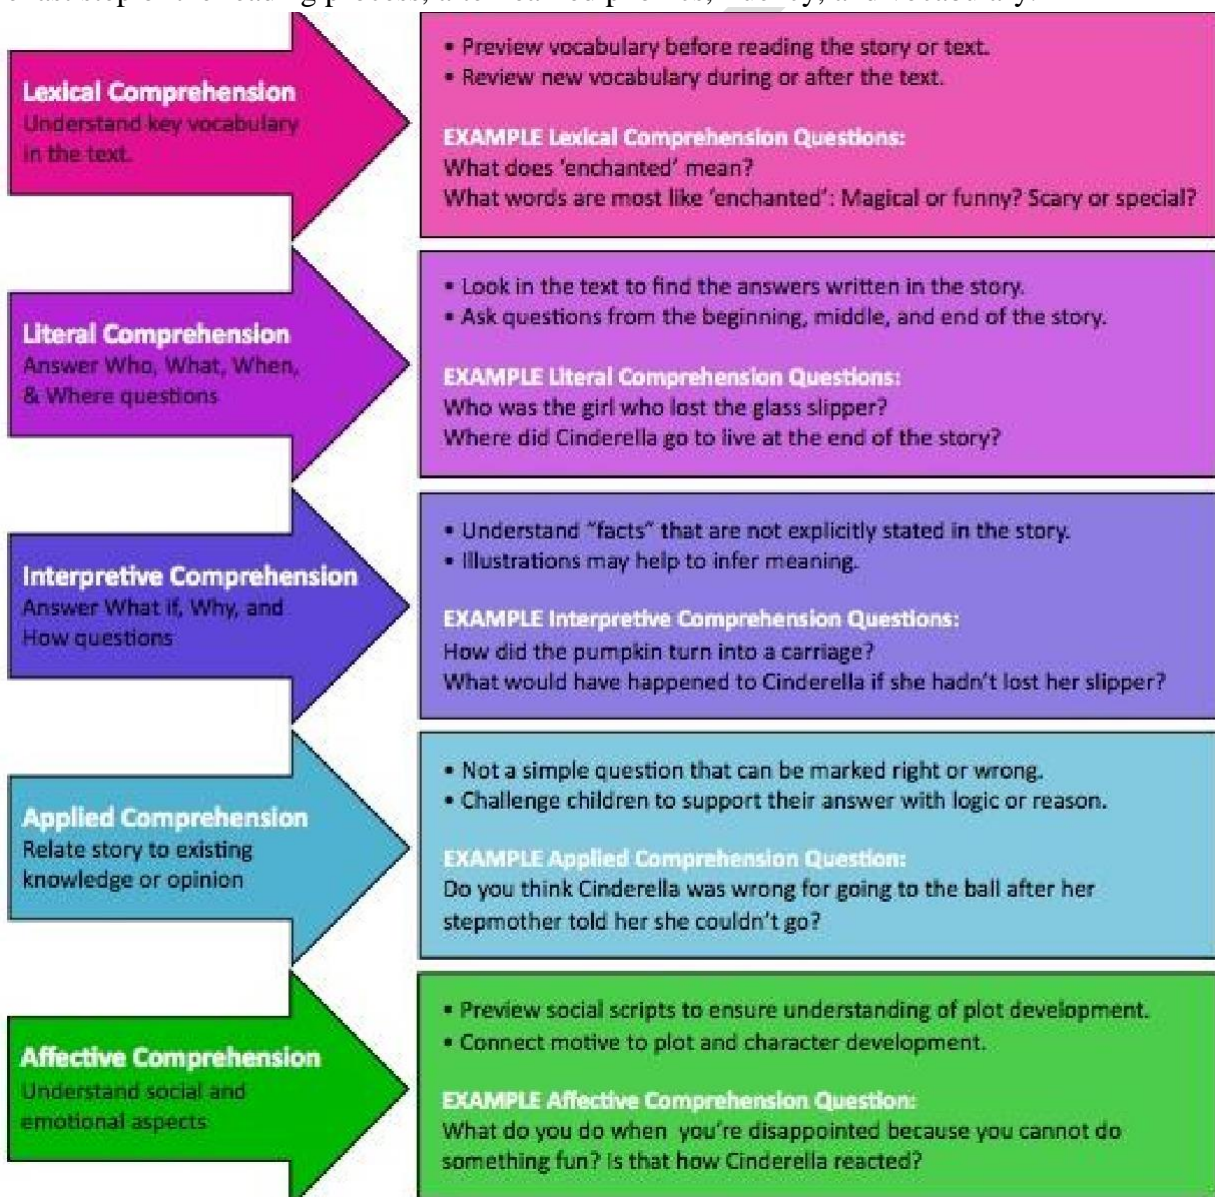 Lexical Comprehension
Understand key vocabulary
in the text.
• Preview vocabulary before reading the story or text.
• Review new vocabulary during or after the text.
EXAMPLE Lexical Comprehension Questions:
What does ‘enchanted’ mean?
What words are most like ‘enchanted’: Magical or funny? Scary or special?
Literal Comprehension
Answer Who, What, When,
& Where questions
• Look in the text to find the answers written in the story.
• Ask questions from the beginning, middle, and end of the story.
EXAMPLE Literal Comprehension Questions:
Who was the girl who lost the glass slipper?
Where did Cinderella go to live at the end of the story?
Interpretive Comprehension
Answer What if, Why, and
How questions
• Understand “facts” that are not explicitly stated in the story.
• Illustrations may help to infer meaning.
EXAMPLE Interpretive Comprehension Questions:
How did the pumpkin turn into a carriage?
What would have happened to Cinderella if she hadn’t lost her slipper?
Applied Comprehension
Relate story to existing
knowledge or opinion
• Not a simple question that can be marked right or wrong.
• Challenge children to support their answer with logic or reason.
EXAMPLE Applied Comprehension Question:
Do you think Cinderella was wrong for going to the ball after her
stepmother told her she couldn’t go?
Affective Comprehension
Understand social and
emotional aspects
• Preview social scripts to ensure understanding of plot development.
• Connect motive to plot and character development.
EXAMPLE Affective Comprehension Question:
What do you do when you’re disappointed because you cannot do
something fun? Is that how Cinderella reacted?